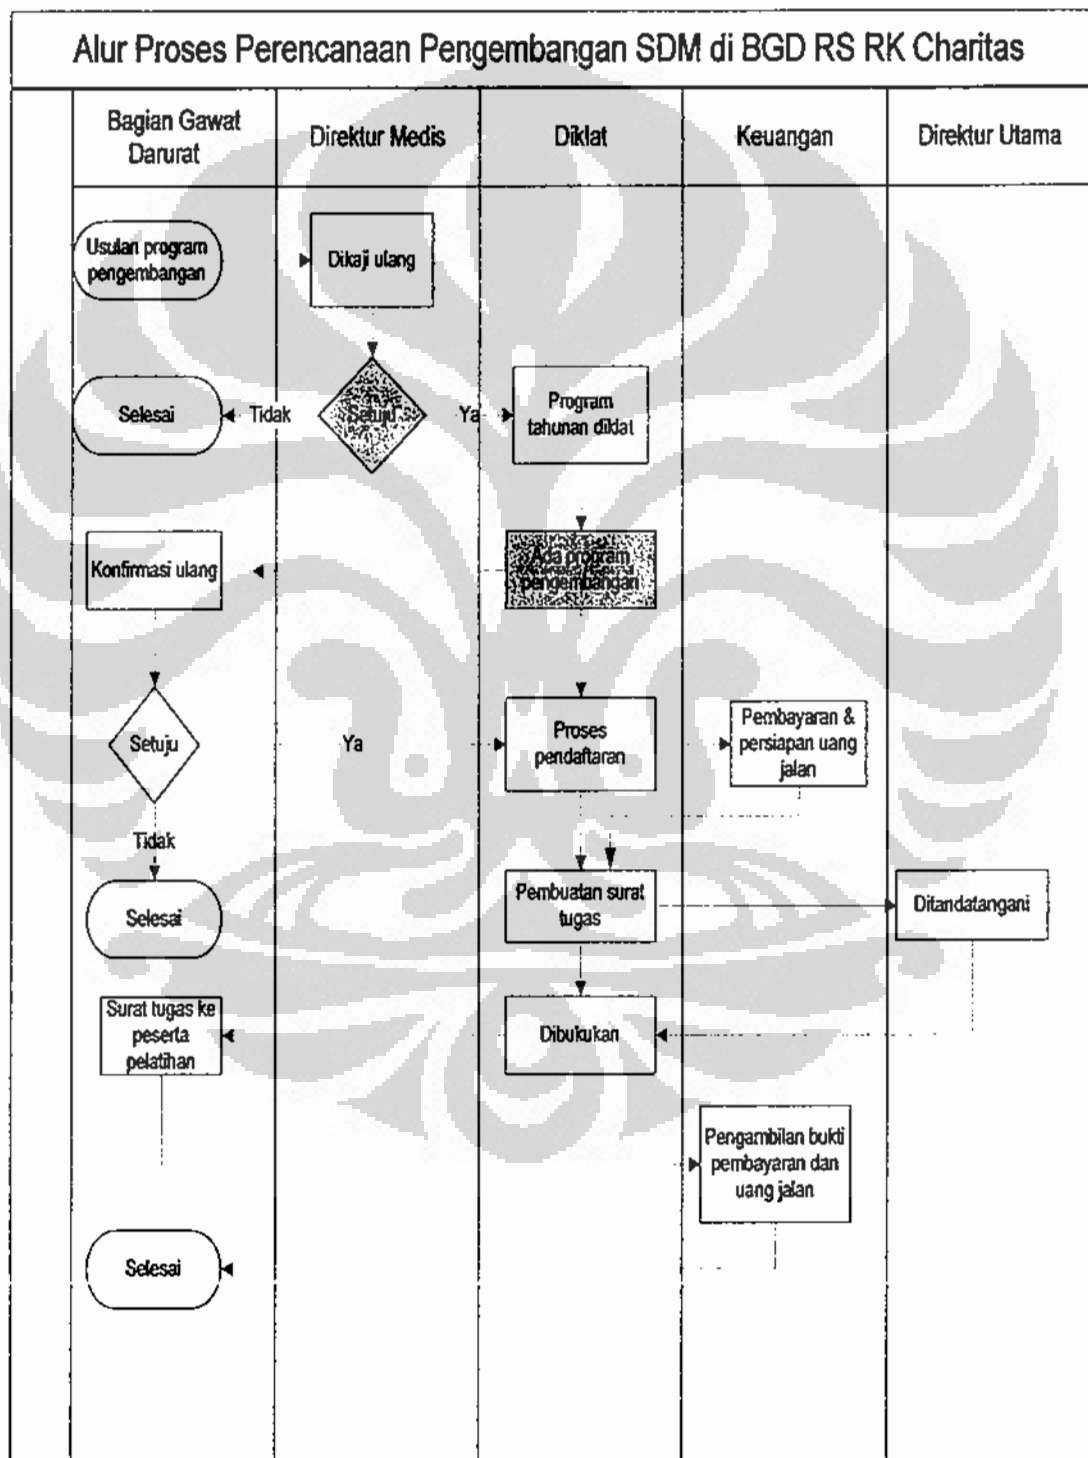 Alur Proses Perencanaan Pengembangan SDM di BGD RS RK Charitas
Bagian Gawat
Darurat
Direktur Medis
Diklat
Keuangan
Direktur Utama
Usulan program
pengembangan
Dikaji ulang
Selesai
Tidak
Setuju
Ya
Program
tahunan diklat
Konfirmasi ulang
Ada program
pengembangan
Setuju
Ya
Proses
pendaftaran
Pembayaran &
persiapan uang
jalan
Tidak
Selesai
Pembuatan surat
tugas
Ditandatangani
Surat tugas ke
peserta
pelatihan
Dibukukan
Pengambilan bukti
pembayaran dan
uang jalan
Selesai